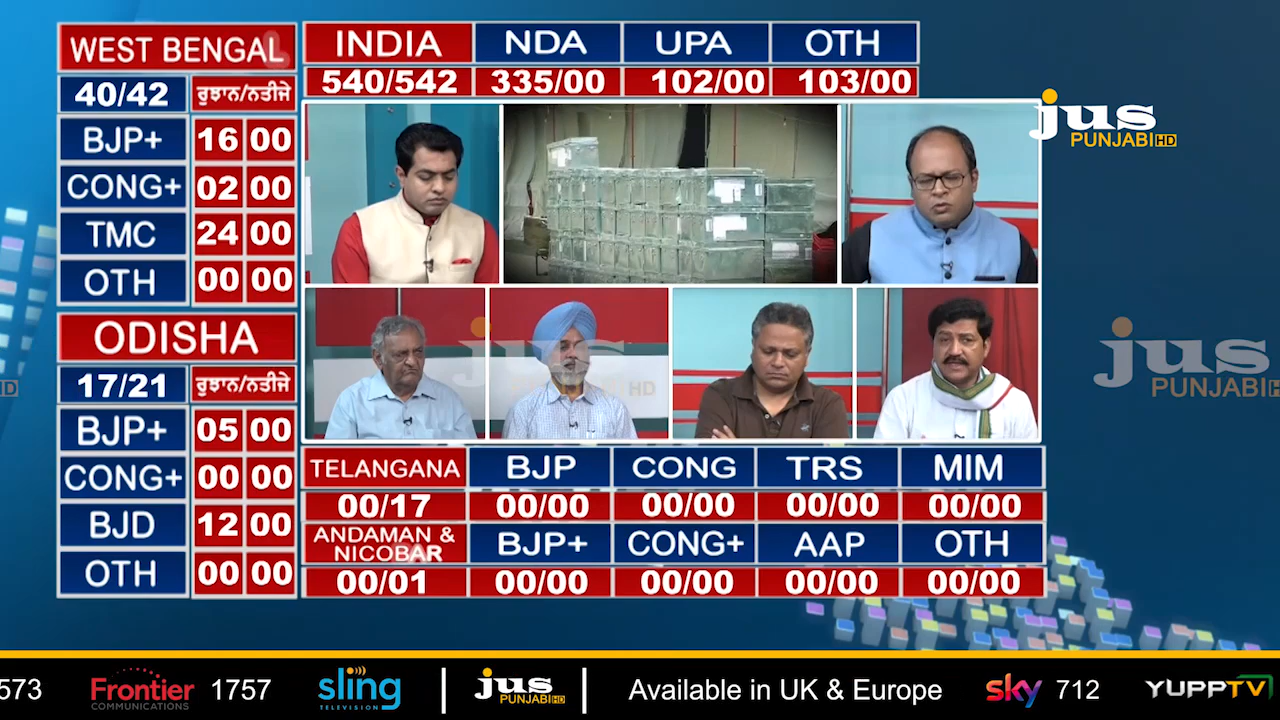 WEST BENGAL
40/42 ਰੁਝਾਨ/ਨਤੀਜੇ
BJP+ 16 00
CONG+ 02 00
TMC 24 00
OTH 00 00
ODISHA
17/21 ਰੁਝਾਨ/ਨਤੀਜੇ
BJP+ 05 00
CONG+ 00 00
BJD 12 00
OTH 00 00
INDIA NDA UPA OTH
540/542 335/00 102/00 103/00
jus
PUNJABI HD
jus
HD
jus
PUNJABI
HD
TELANGANA BJP CONG TRS MIM
00/17 00/00 00/00 00/00 00/00
ANDAMAN & NICOBAR BJP+ CONG+ AAP OTH
00/01 00/00 00/00 00/00 00/00
573 Frontier COMMUNICATIONS 1757 sling TELEVISION jus PUNJABI HD Available in UK & Europe sky 712 YUPPTV